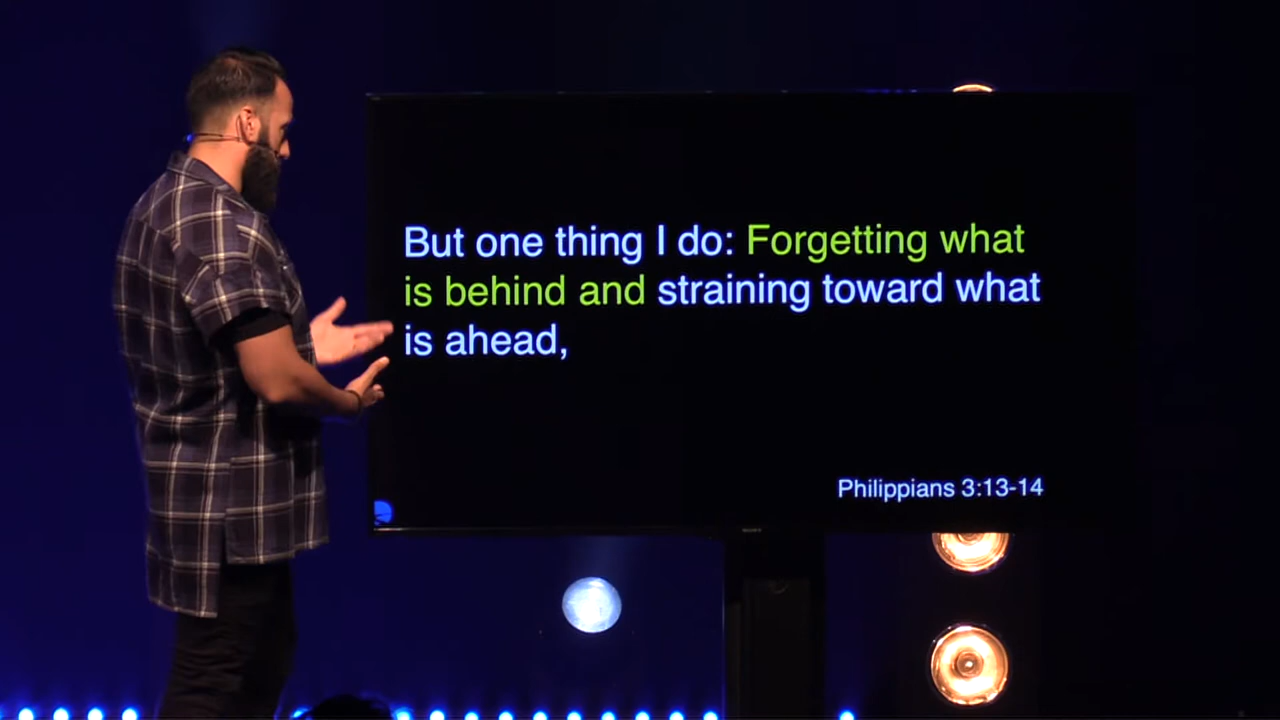 But one thing I do: Forgetting what
is behind and straining toward what
is ahead,
Philippians 3:13-14